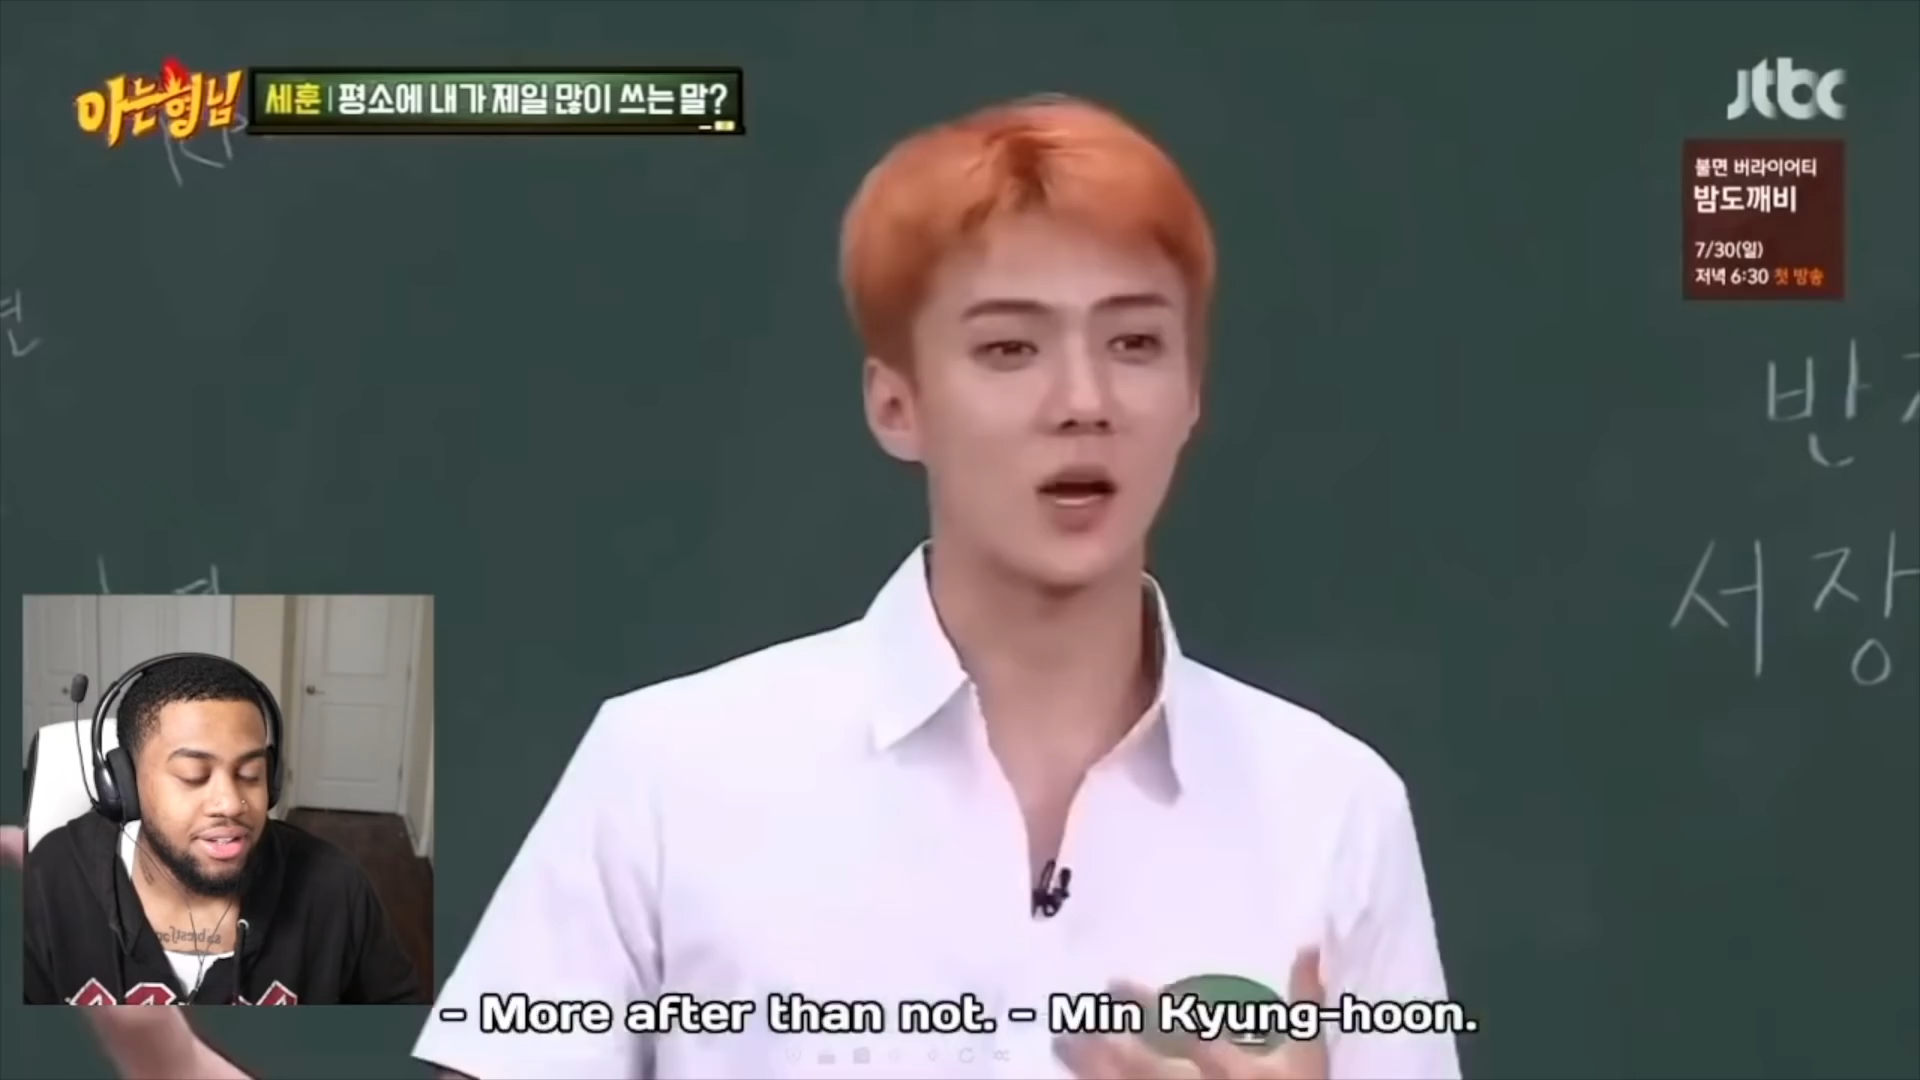 아는형님
세훈 | 평소에 내가 제일 많이 쓰는 말?
jtbc
불면 버라이어티
밤도깨비
7/30(일)
저녁 6:30 첫 방송
반
서장
- More after than not. - Min Kyung-hoon.